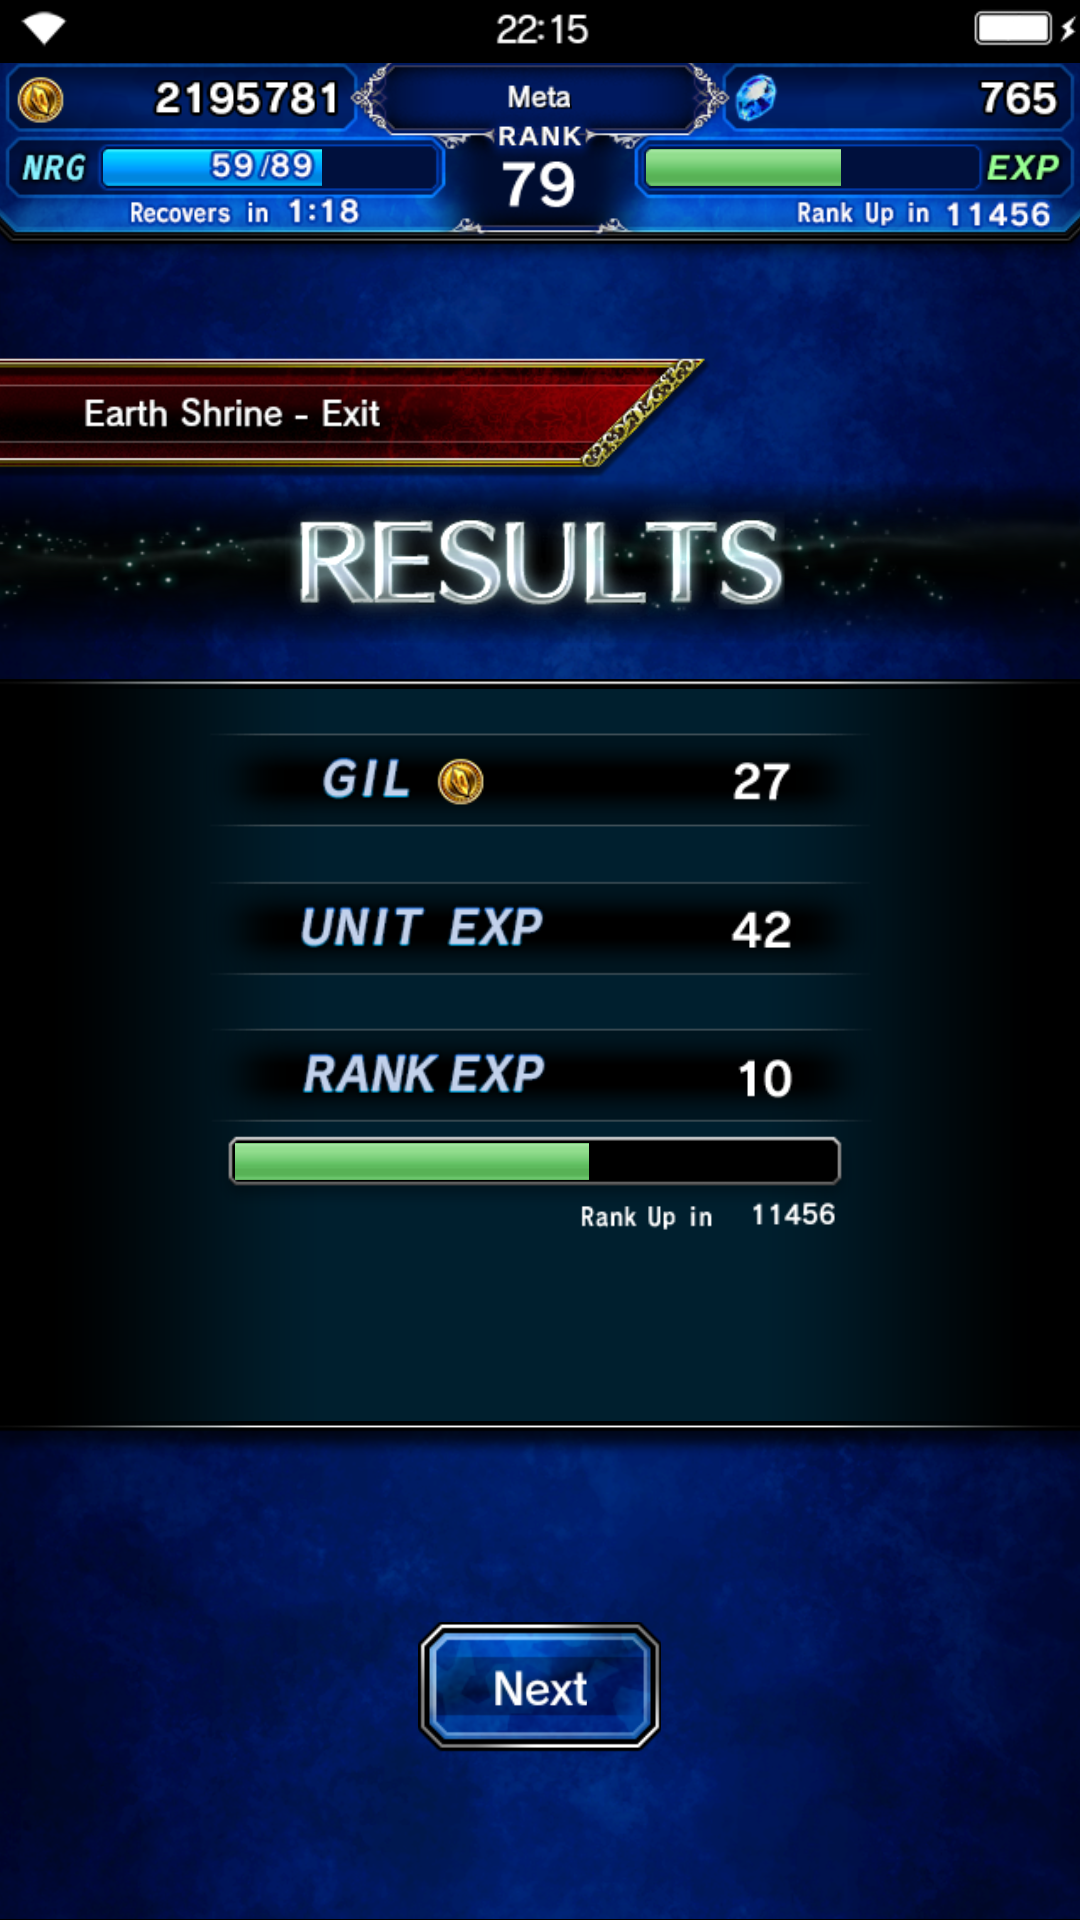 22:15
2195781
Meta
765
RANK
79
NRG 59/89
EXP
Recovers in 1:18
Rank Up in 11456
Earth Shrine - Exit
RESULTS
GIL 27
UNIT EXP 42
RANK EXP 10
Rank Up in 11456
Next